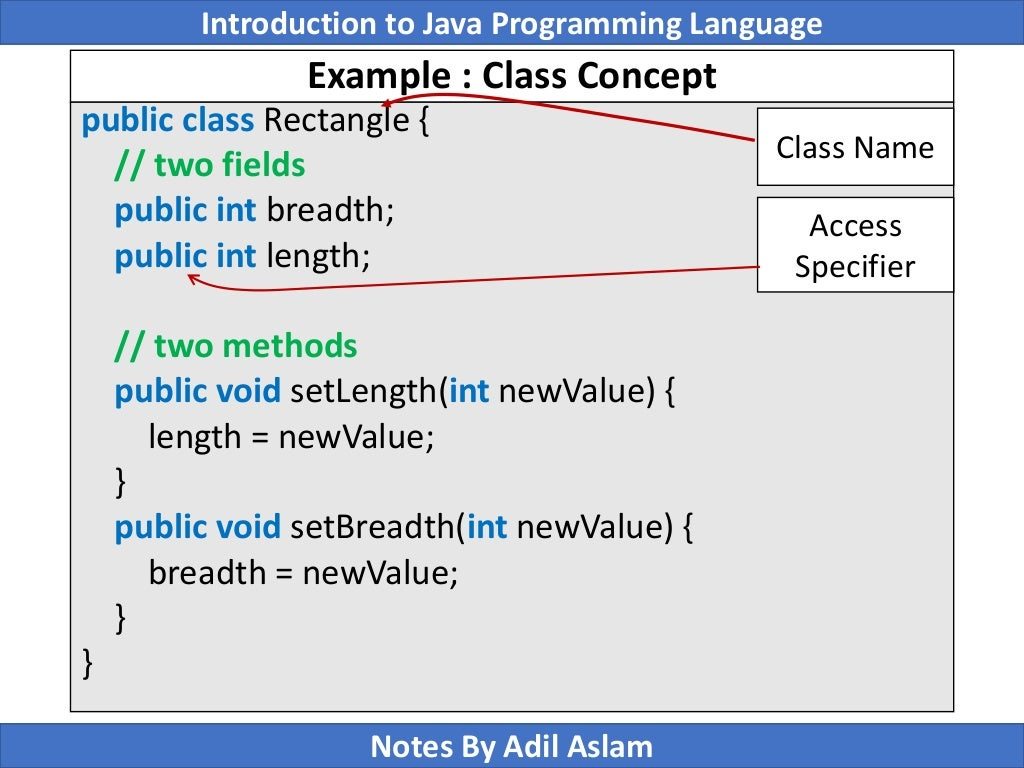 Introduction to Java Programming Language
Example : Class Concept
public class Rectangle {
// two fields
public int breadth;
public int length;
Class Name
Access
Specifier
// two methods
public void setLength(int newValue) {
length = newValue;
}
public void setBreadth(int newValue) {
breadth = newValue;
}
}
Notes By Adil Aslam